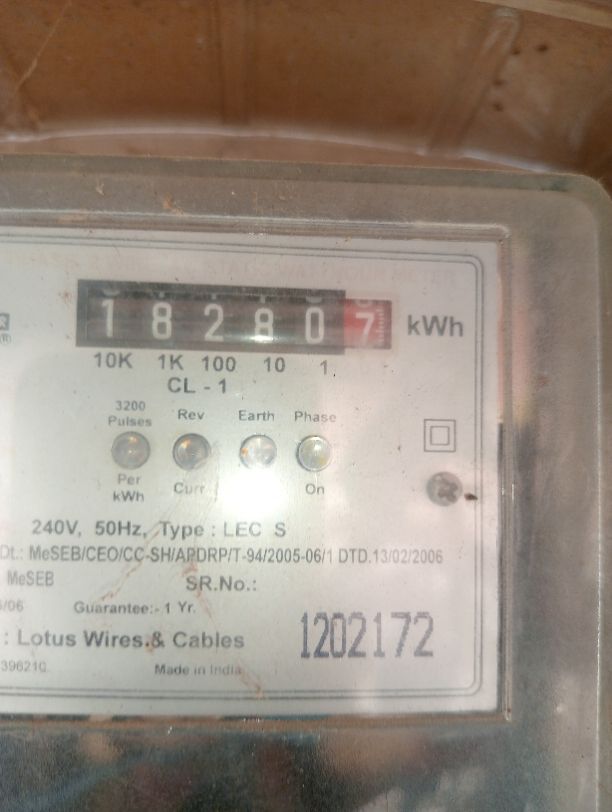 182807 kWh
10K 1K 100 10 1
CL - 1
3200 Pulses Rev Earth Phase
Per kWh Curr On
240V, 50Hz, Type : LEC S
Dt.: MeSEB/CEO/CC-SH/APDRP/T-94/2005-06/1 DTD.13/02/2006
MeSEB SR.No.:
/06 Guarantee:- 1 Yr.
: Lotus Wires & Cables 1202172
396210. Made in India